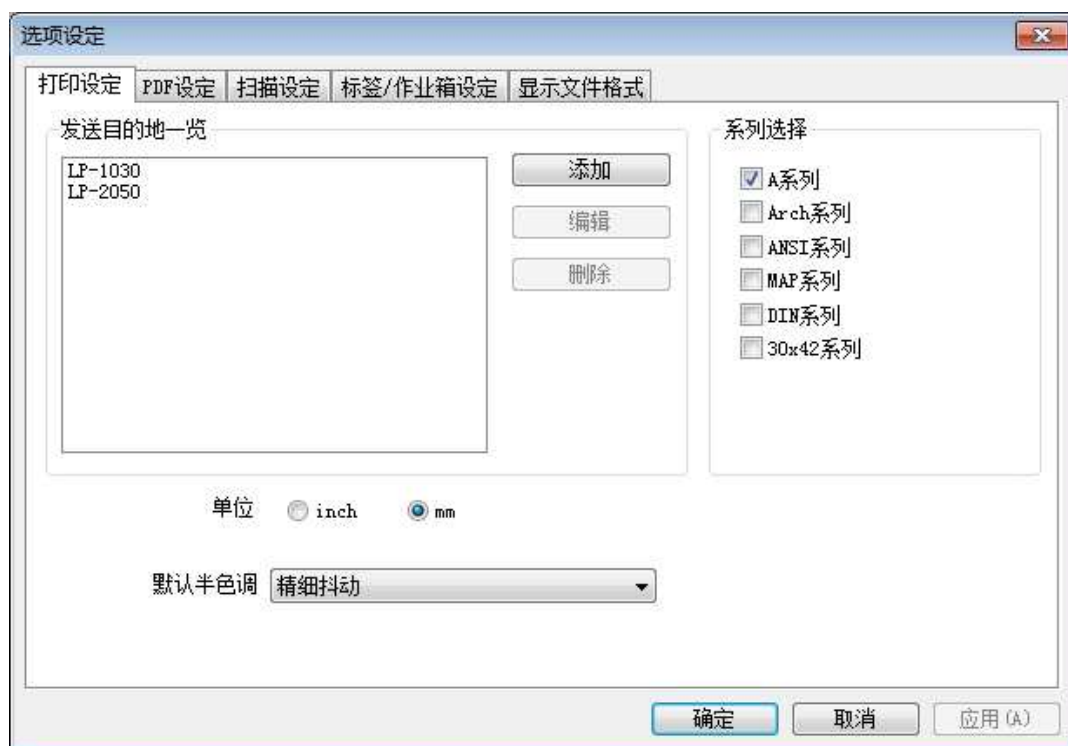 选项设定
打印设定 PDF设定 扫描设定 标签/作业箱设定 显示文件格式
发送目的地一览
LP-1030
LP-2050
添加
编辑
删除
系列选择
A系列
Arch系列
ANSI系列
MAP系列
DIN系列
30x42系列
单位 inch mm
默认半色调 精细抖动
确定 取消 应用(A)